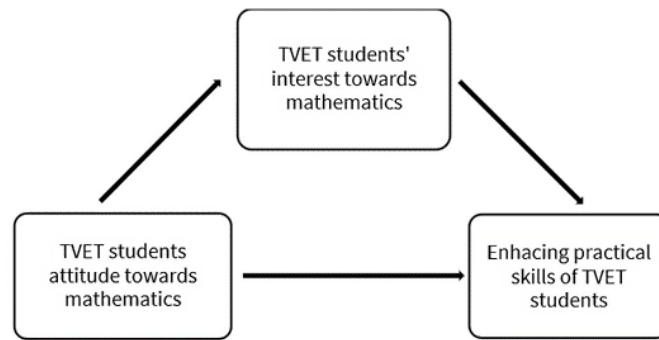 TVET students'
interest towards
mathematics
TVET students
attitude towards
mathematics
Enhacing practical
skills of TVET
students